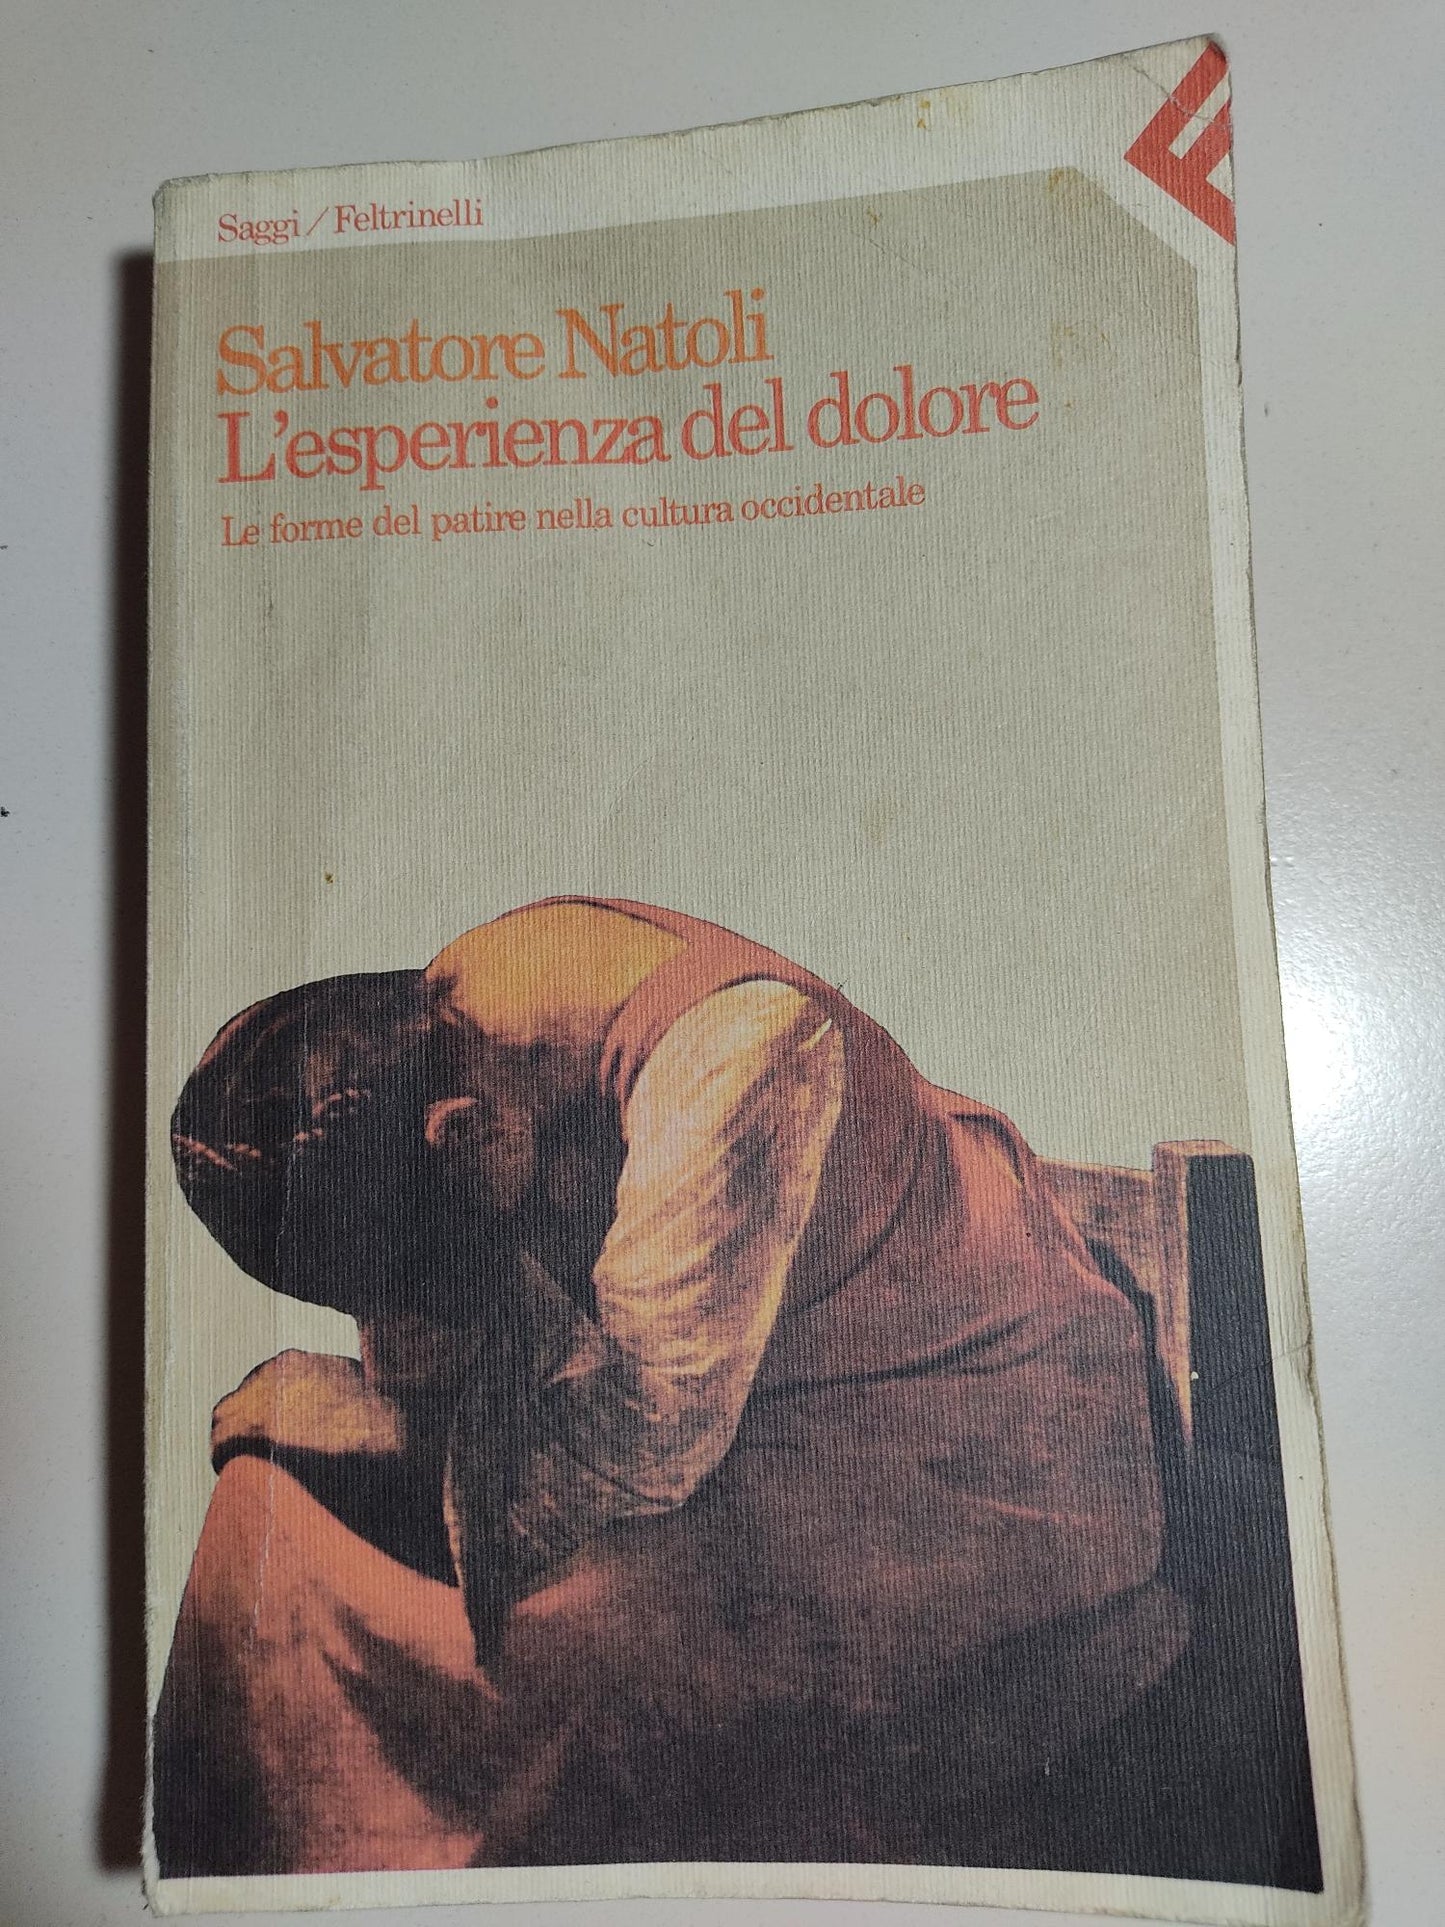 Saggi / Feltrinelli
Salvatore Natoli
L'esperienza del dolore
Le forme del patire nella cultura occidentale